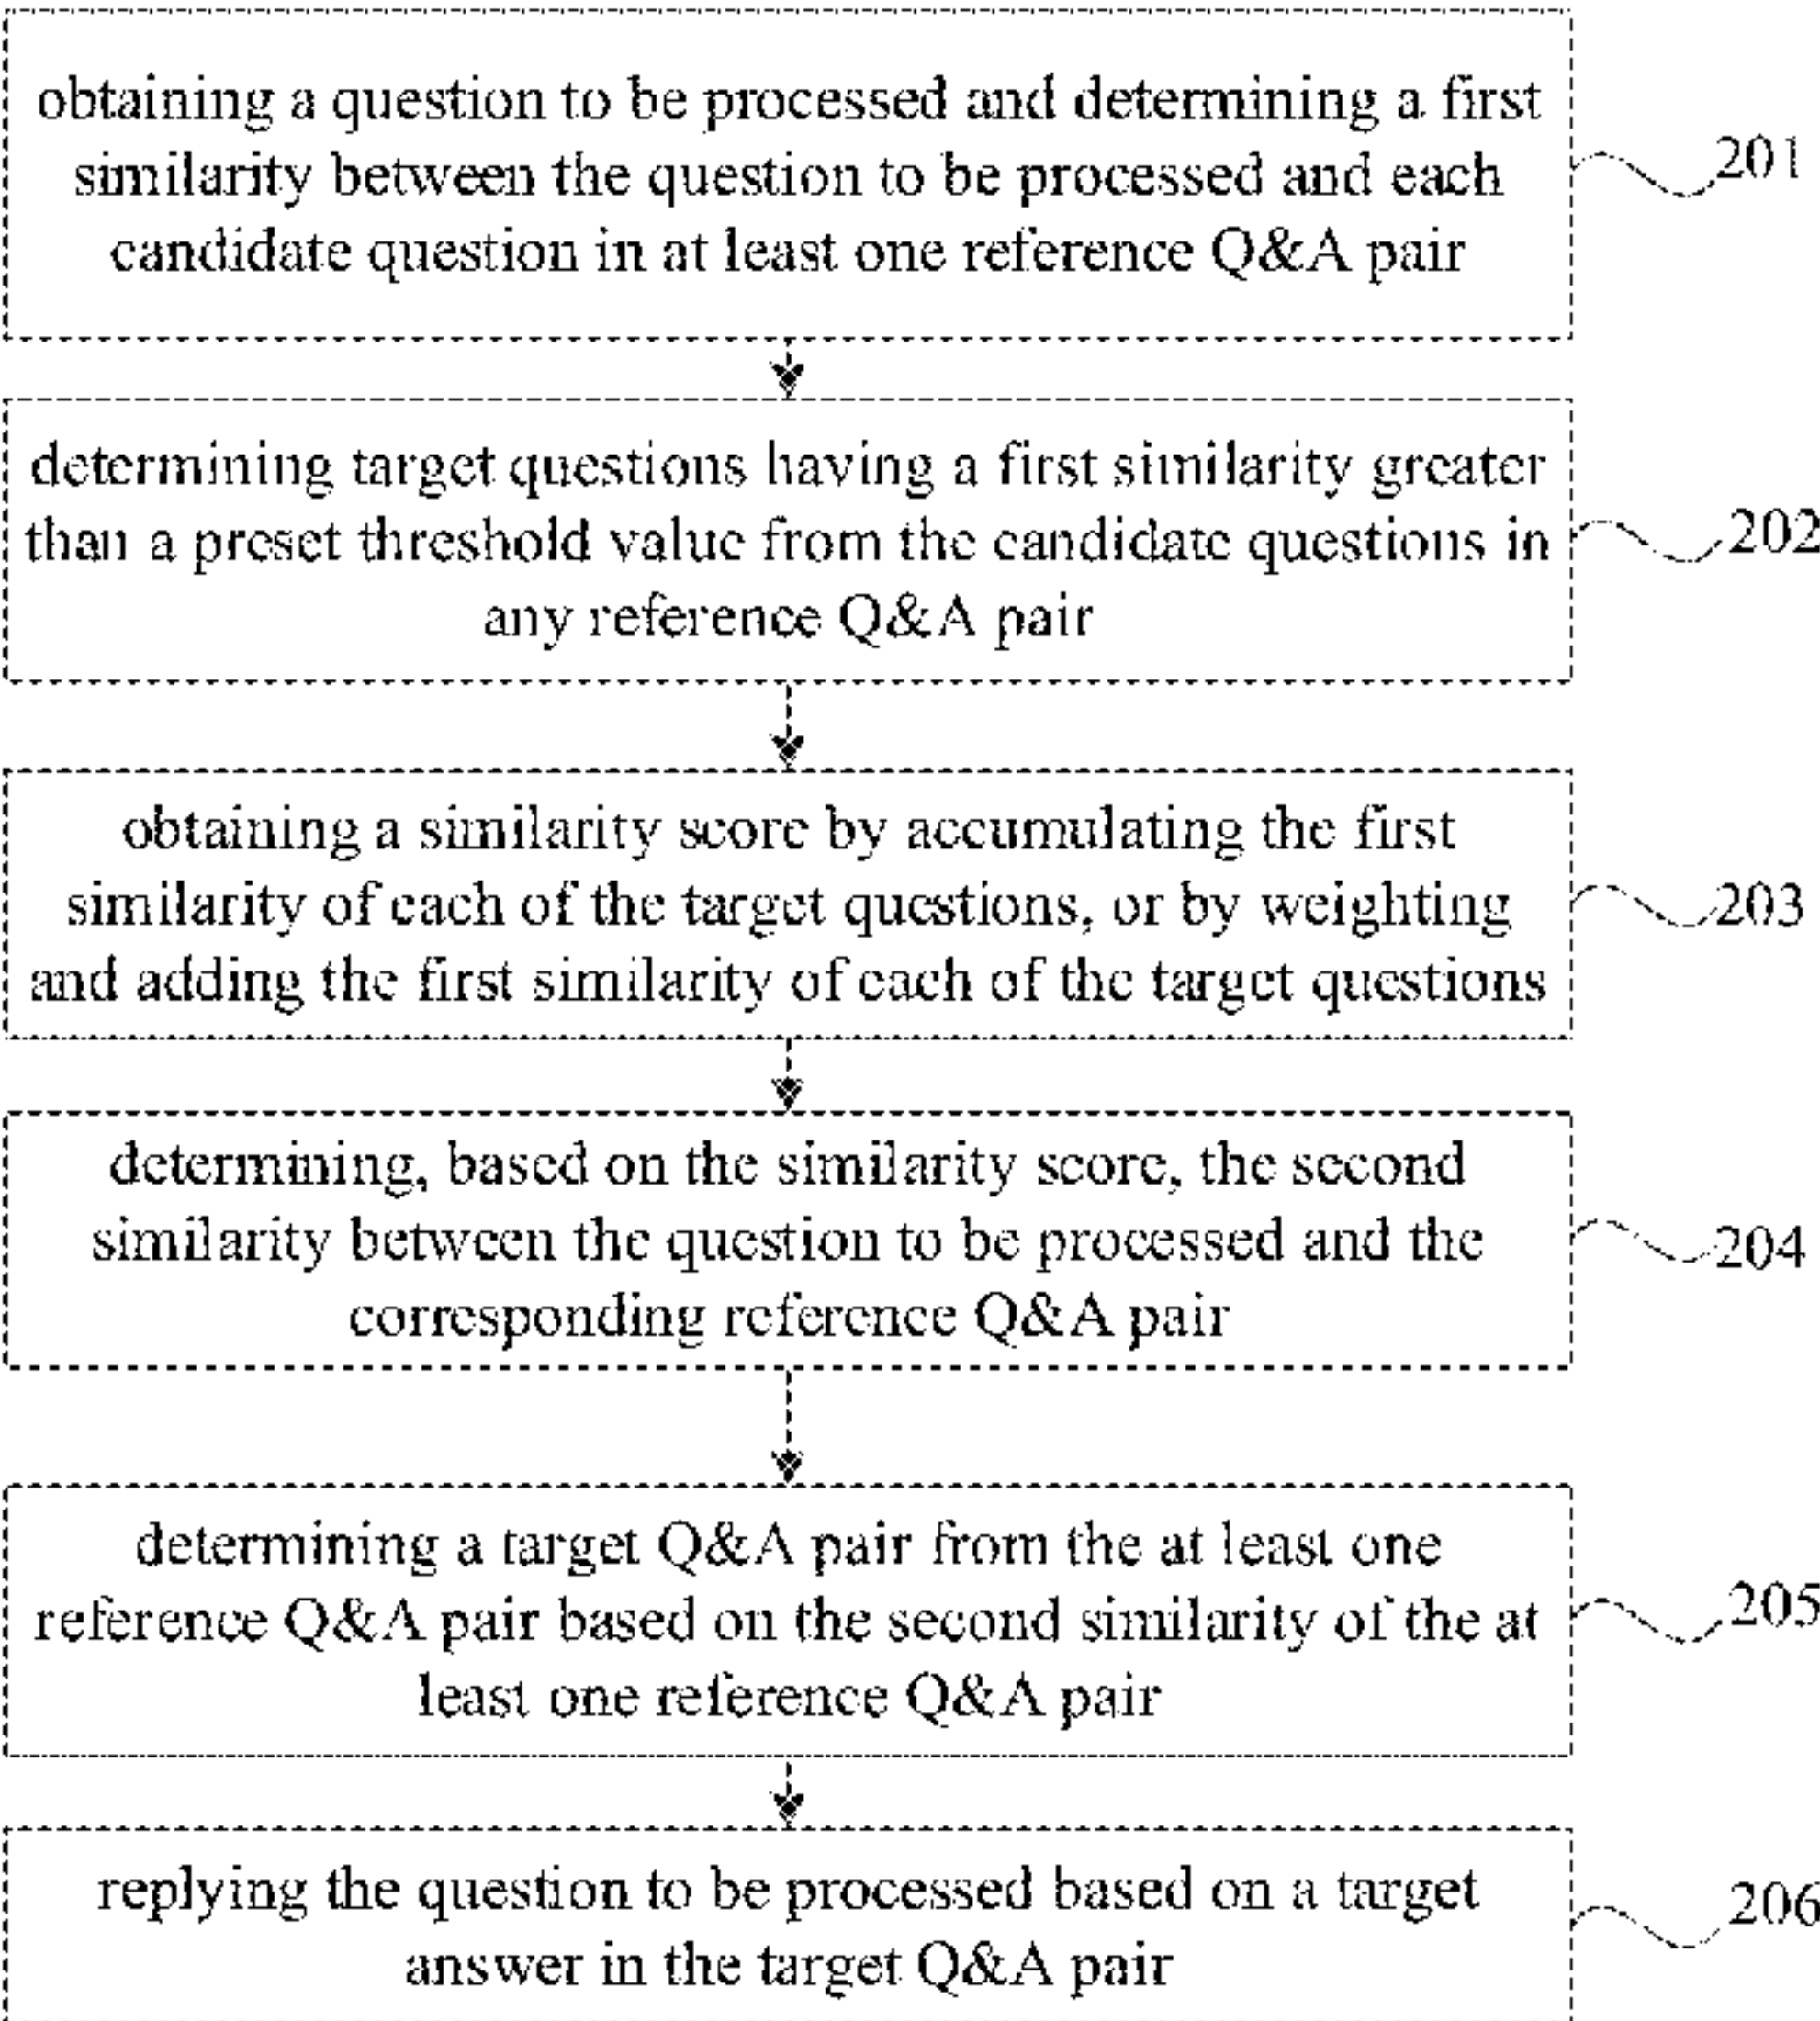 obtaining a question to be processed and determining a first
similarity between the question to be processed and each
candidate question in at least one reference Q&A pair
201
determining target questions having a first similarity greater
than a preset threshold value from the candidate questions in
any reference Q&A pair
202
obtaining a similarity score by accumulating the first
similarity of each of the target questions, or by weighting
and adding the first similarity of each of the target questions
203
determining, based on the similarity score, the second
similarity between the question to be processed and the
corresponding reference Q&A pair
204
determining a target Q&A pair from the at least one
reference Q&A pair based on the second similarity of the at
least one reference Q&A pair
205
replying the question to be processed based on a target
answer in the target Q&A pair
206